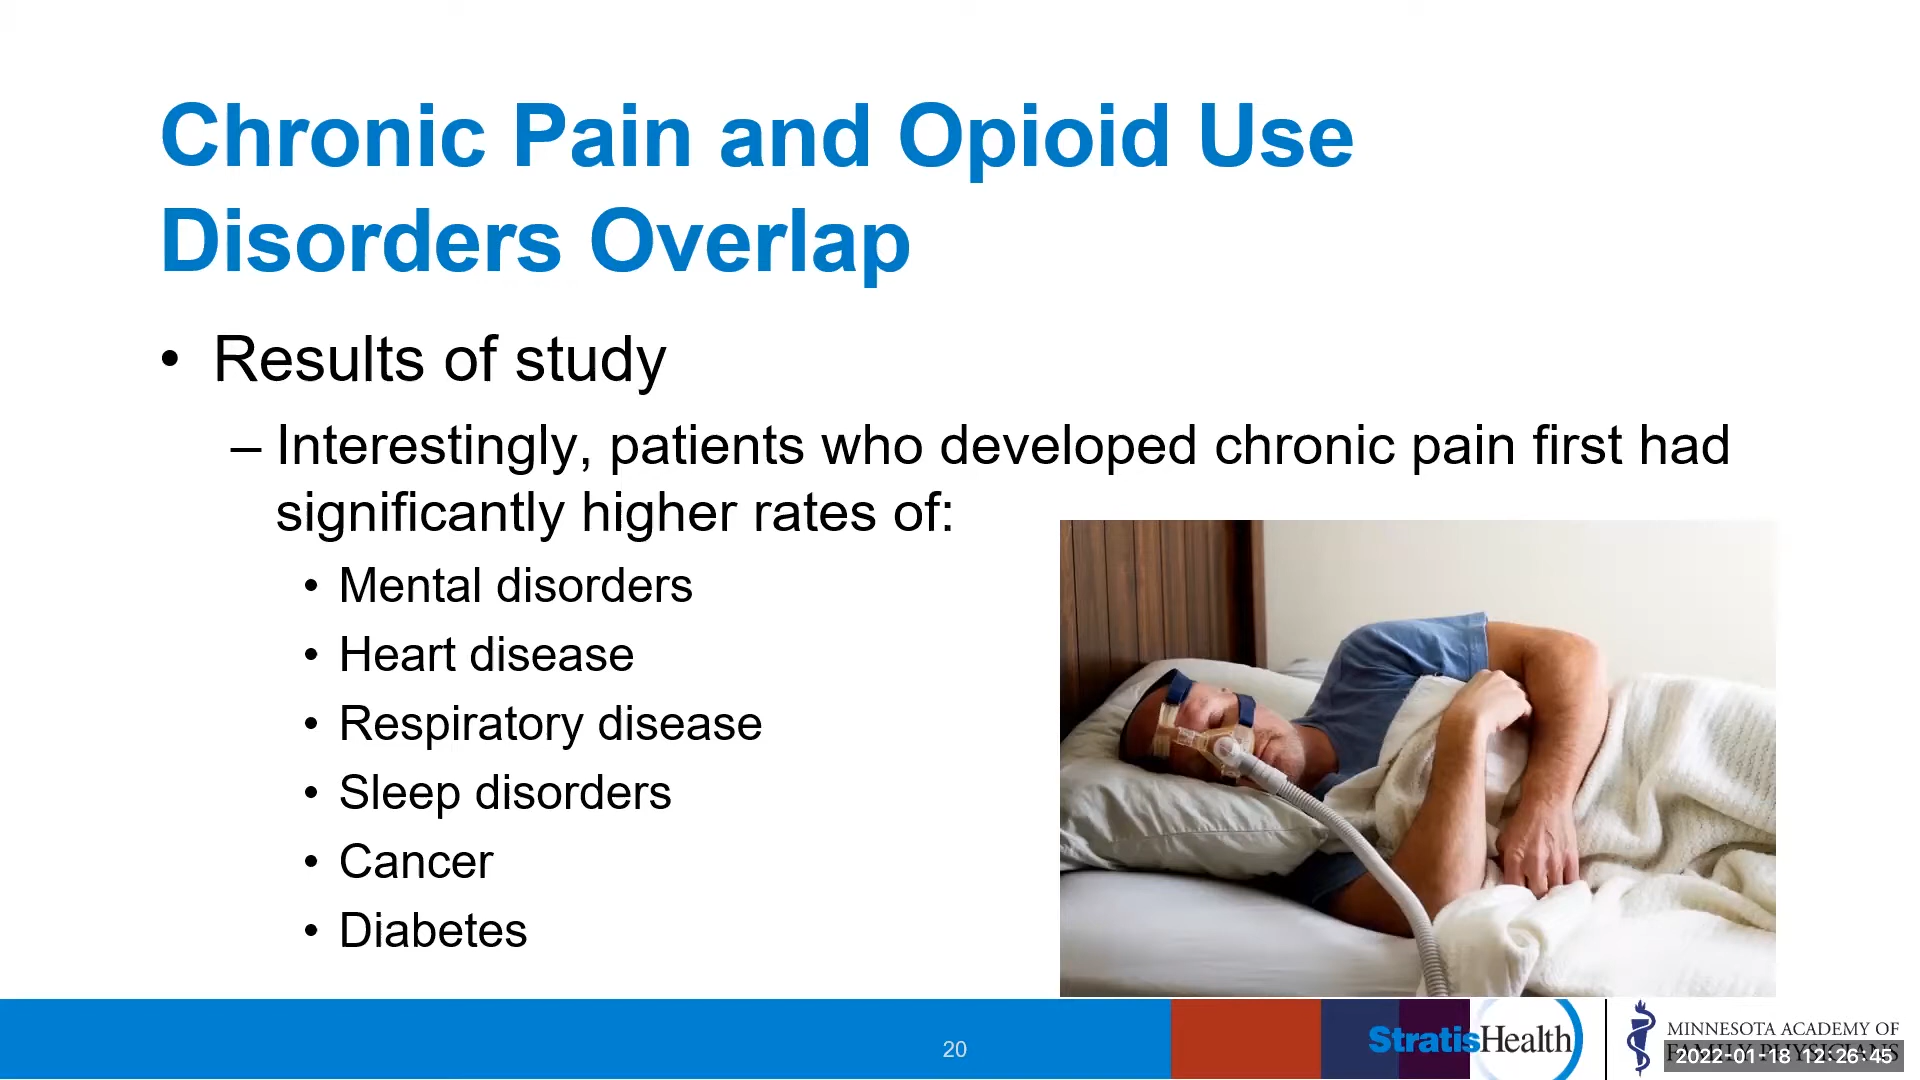 Chronic Pain and Opioid Use
Disorders Overlap
• Results of study
– Interestingly, patients who developed chronic pain first had
significantly higher rates of:
• Mental disorders
• Heart disease
• Respiratory disease
• Sleep disorders
• Cancer
• Diabetes
20
StratisHealth
MINNESOTA ACADEMY OF
FAMILY PHYSICIANS
2022-01-18 12:26:45